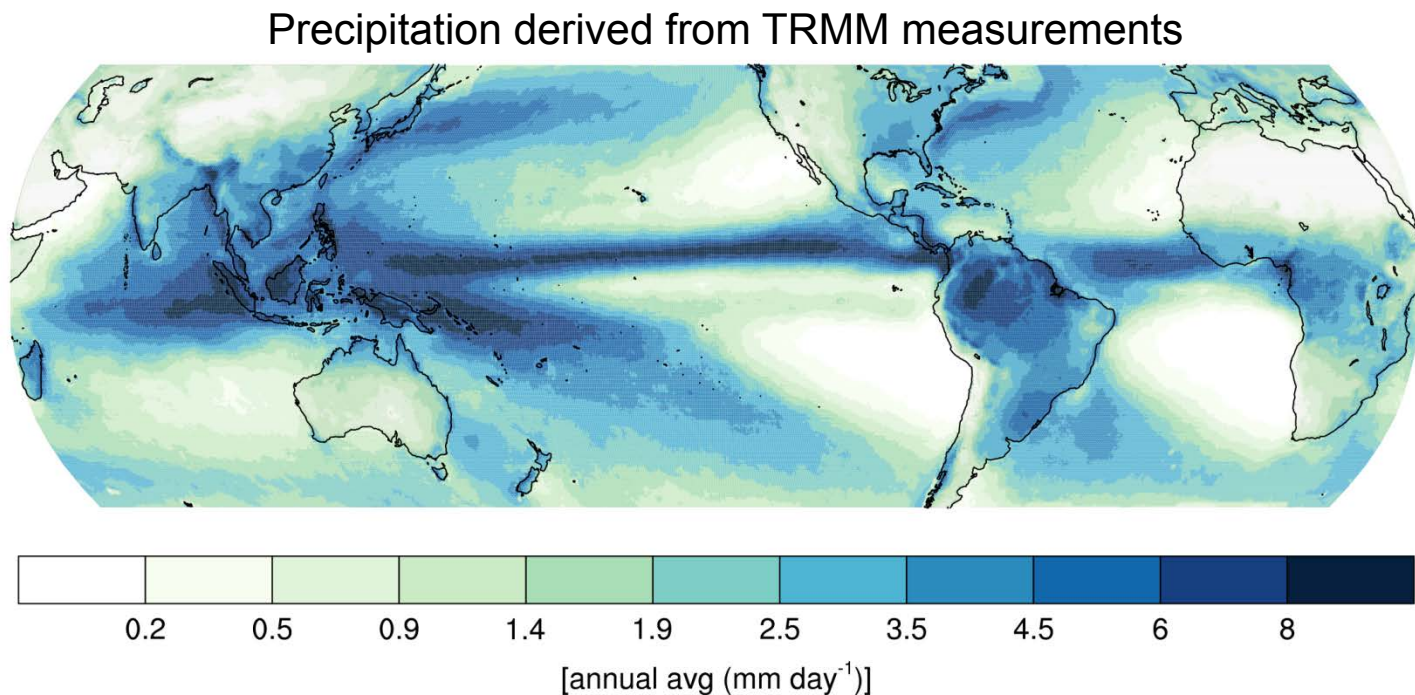 Precipitation derived from TRMM measurements
0.2 0.5 0.9 1.4 1.9 2.5 3.5 4.5 6 8
[annual avg (mm day⁻¹)]